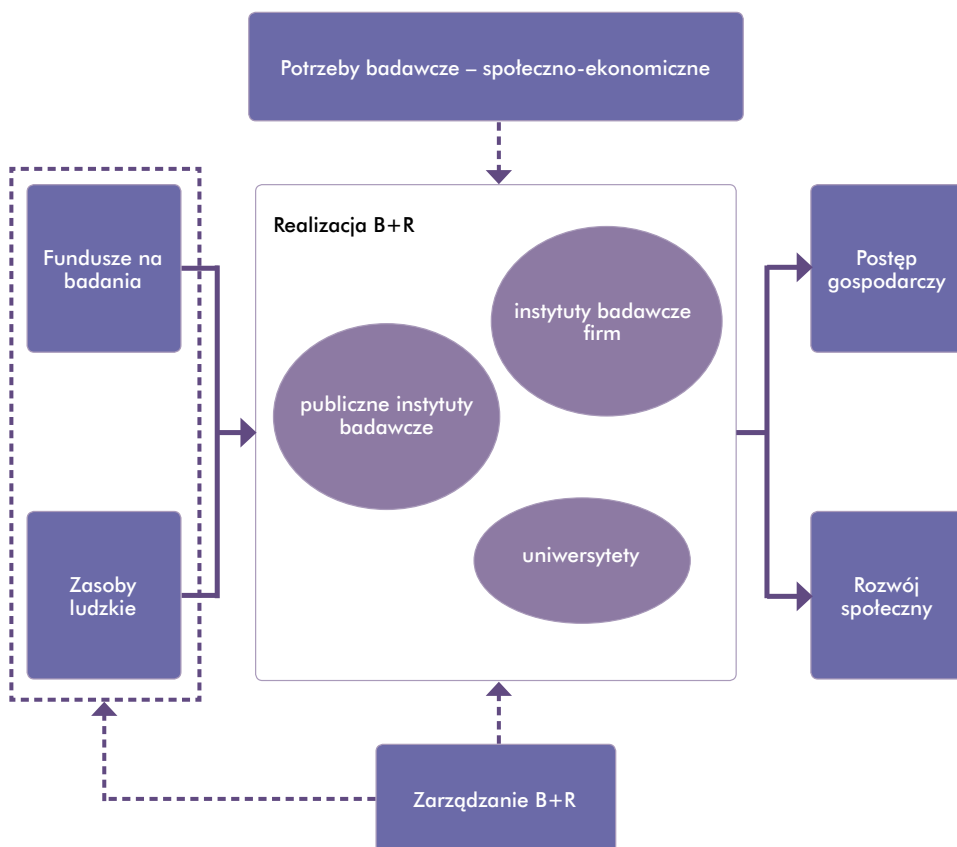 Potrzeby badawcze – społeczno-ekonomiczne
Realizacja B+R
Fundusze na
badania
instytuty badawcze
firm
Postęp
gospodarczy
publiczne instytuty
badawcze
uniwersytety
Zasoby
ludzkie
Rozwój
społeczny
Zarządzanie B+R